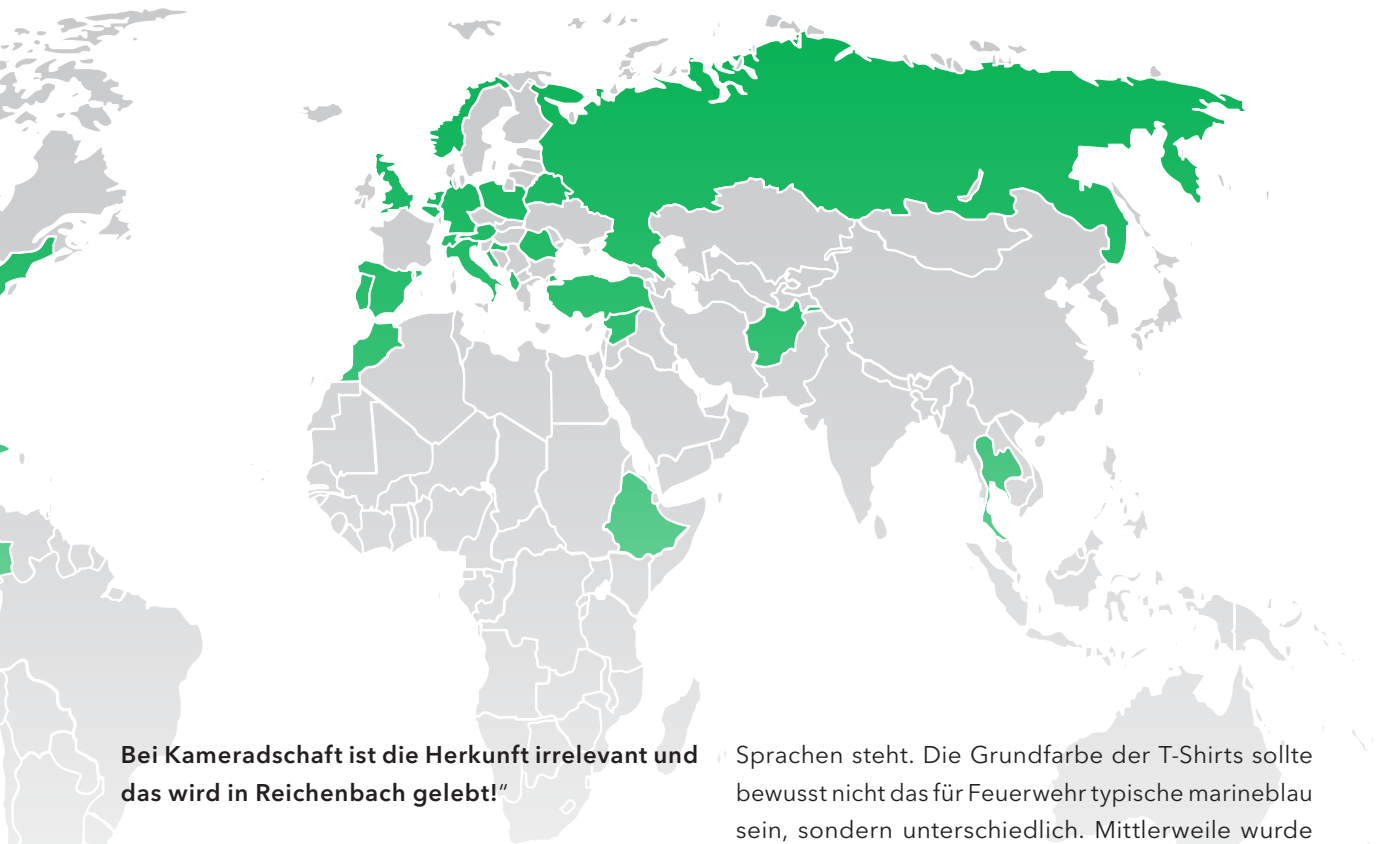 Bei Kameradschaft ist die Herkunft irrelevant und
das wird in Reichenbach gelebt!“
Sprachen steht. Die Grundfarbe der T-Shirts sollte
bewusst nicht das für Feuerwehr typische marineblau
sein, sondern unterschiedlich. Mittlerweile wurde